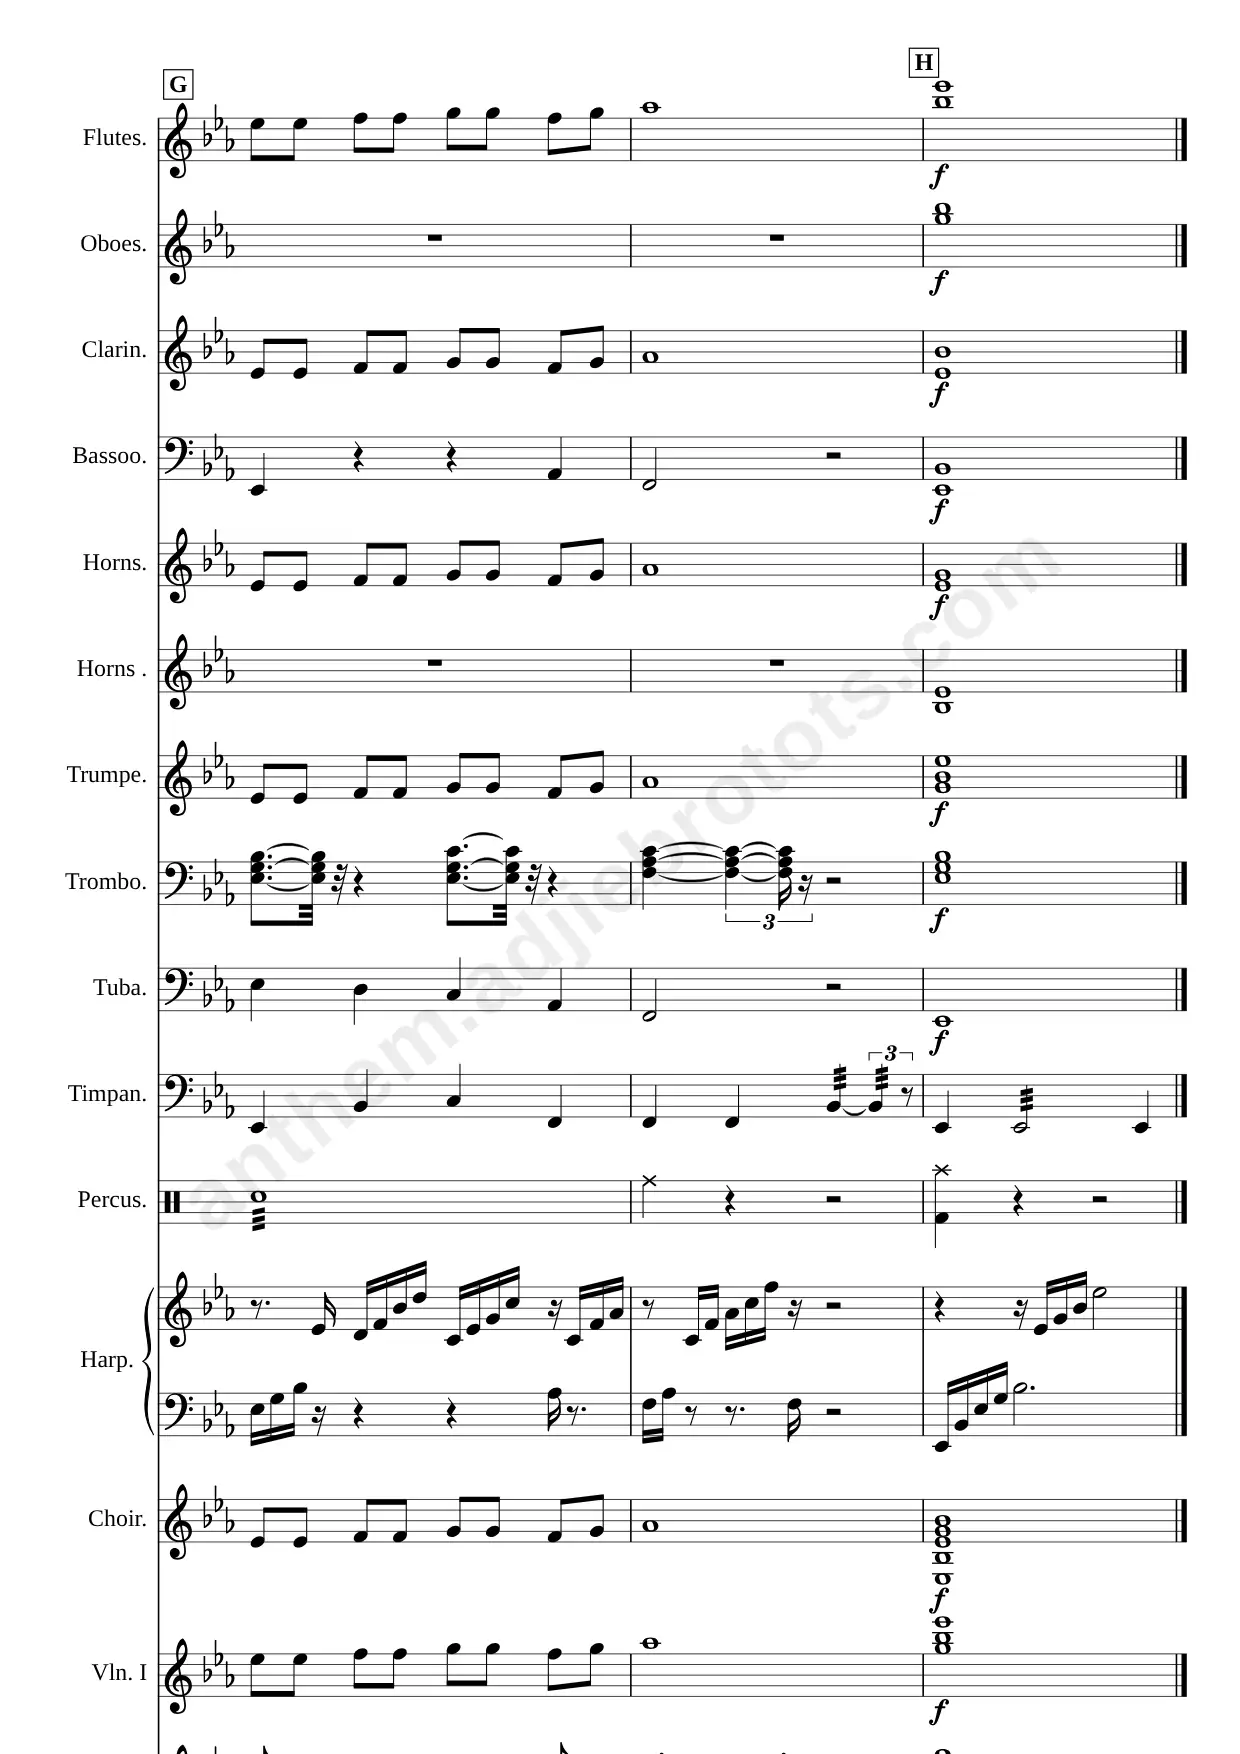 G
H
Flutes.
f
Oboes.
f
Clarin.
f
Bassoo.
f
Horns.
f
Horns .
Trumpe.
f
Trombo.
3
f
Tuba.
f
3
Timpan.
Percus.
Harp.
Choir.
f
Vln. I
f
anthem.adjiebrotots.com